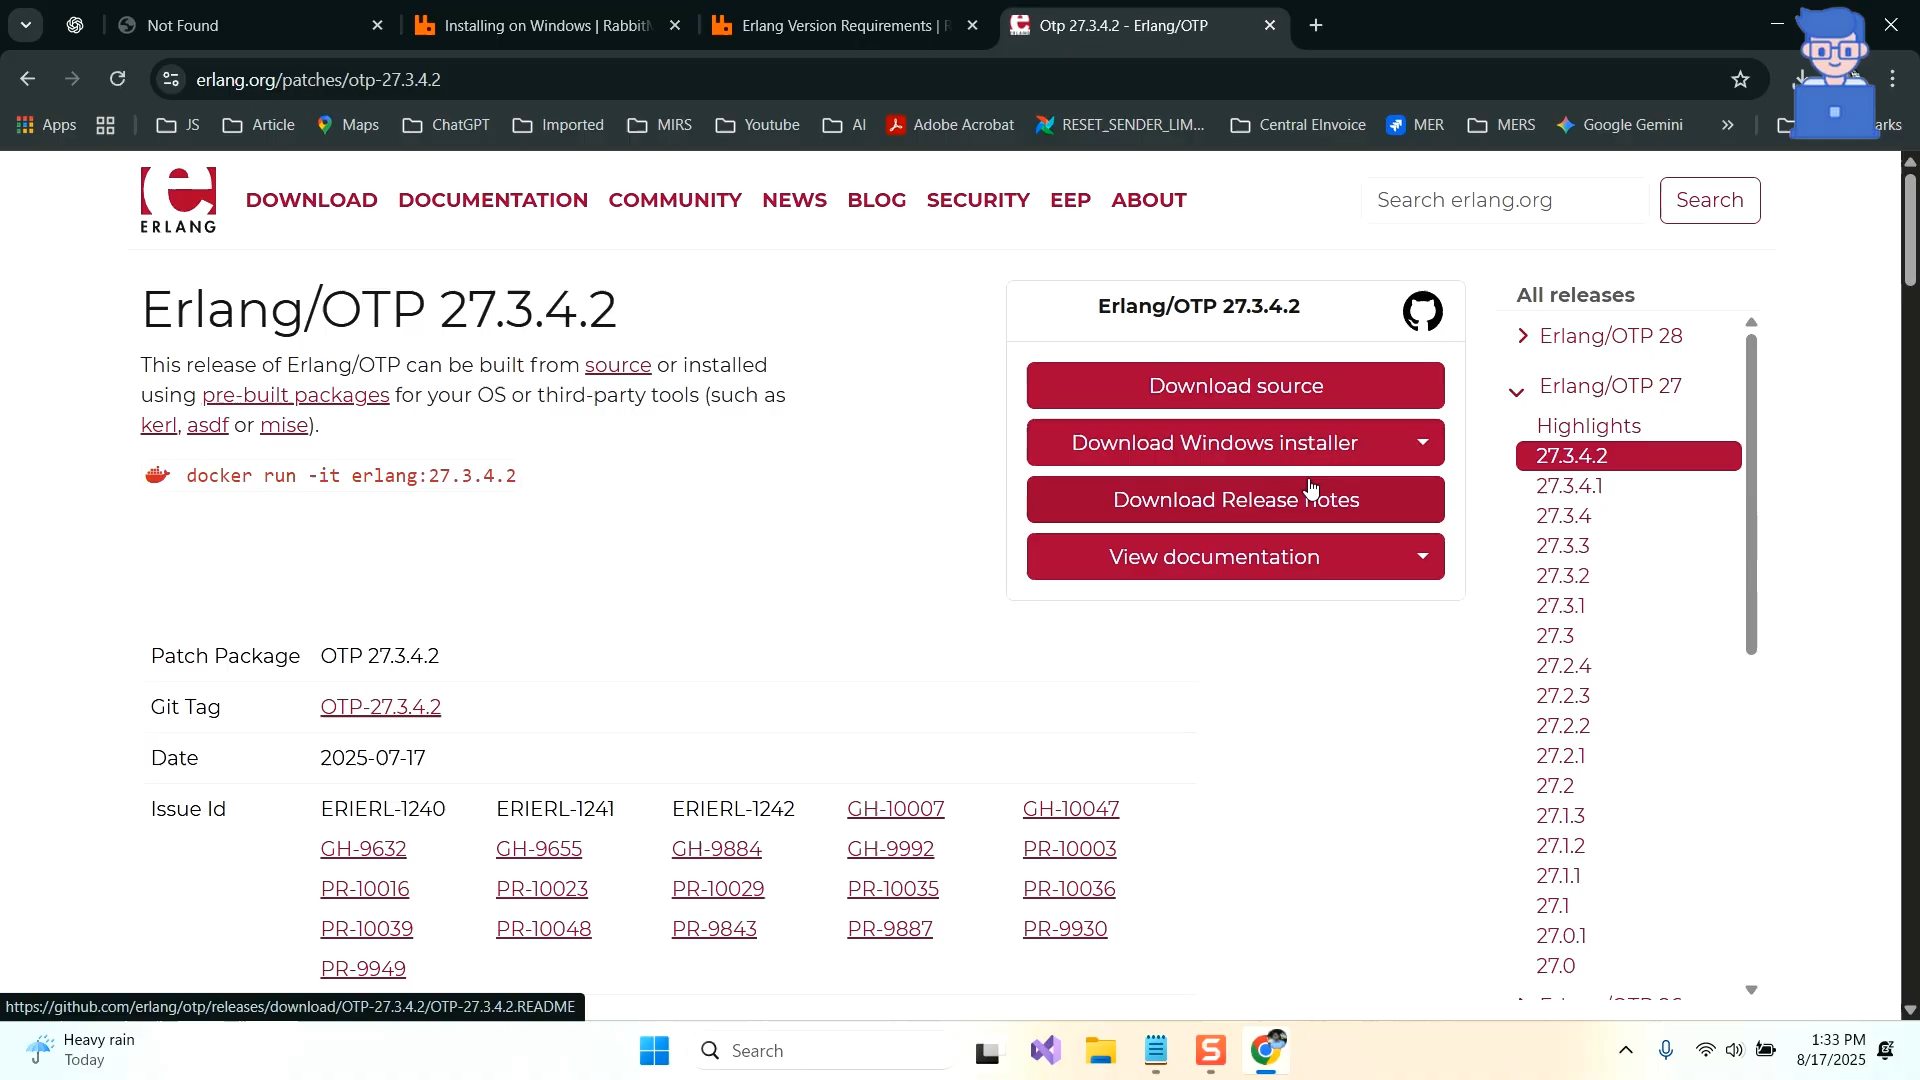 Not Found
Installing on Windows | Rabbit
Erlang Version Requirements |
Otp 27.3.4.2 - Erlang/OTP
erlang.org/patches/otp-27.3.4.2
Apps
JS
Article
Maps
ChatGPT
Imported
MIRS
Youtube
AI
Adobe Acrobat
RESET_SENDER_LIM...
Central EInvoice
MER
MERS
Google Gemini
»
arks
ERLANG
DOWNLOAD
DOCUMENTATION
COMMUNITY
NEWS
BLOG
SECURITY
EEP
ABOUT
Search erlang.org
Search
Erlang/OTP 27.3.4.2
This release of Erlang/OTP can be built from source or installed
using pre-built packages for your OS or third-party tools (such as
kerl, asdf or mise).
docker run -it erlang:27.3.4.2
Erlang/OTP 27.3.4.2
Download source
Download Windows installer
Download Release notes
View documentation
All releases
Erlang/OTP 28
Erlang/OTP 27
Highlights
27.3.4.2
27.3.4.1
27.3.4
27.3.3
27.3.2
27.3.1
27.3
27.2.4
27.2.3
27.2.2
27.2.1
27.2
27.1.3
27.1.2
27.1.1
27.1
27.0.1
27.0
Patch Package OTP 27.3.4.2
Git Tag OTP-27.3.4.2
Date 2025-07-17
Issue Id ERIERL-1240 ERIERL-1241 ERIERL-1242 GH-10007 GH-10047
GH-9632 GH-9655 GH-9884 GH-9992 PR-10003
PR-10016 PR-10023 PR-10029 PR-10035 PR-10036
PR-10039 PR-10048 PR-9843 PR-9887 PR-9930
PR-9949
https://github.com/erlang/otp/releases/download/OTP-27.3.4.2/OTP-27.3.4.2.README
Heavy rain
Today
Search
1:33 PM
8/17/2025